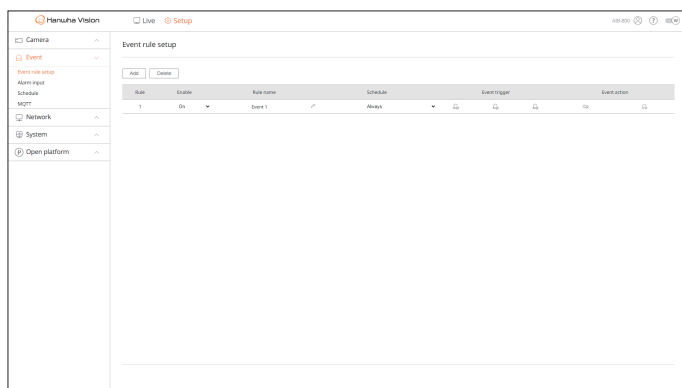 Hanwha Vision
Live
Setup
Camera
Event
Event rule setup
Alarm input
Schedule
MQTT
Network
System
Open platform
Event rule setup
Add Delete
Rule Enable Rule name Schedule Event trigger Event action
1 On Event 1 Always